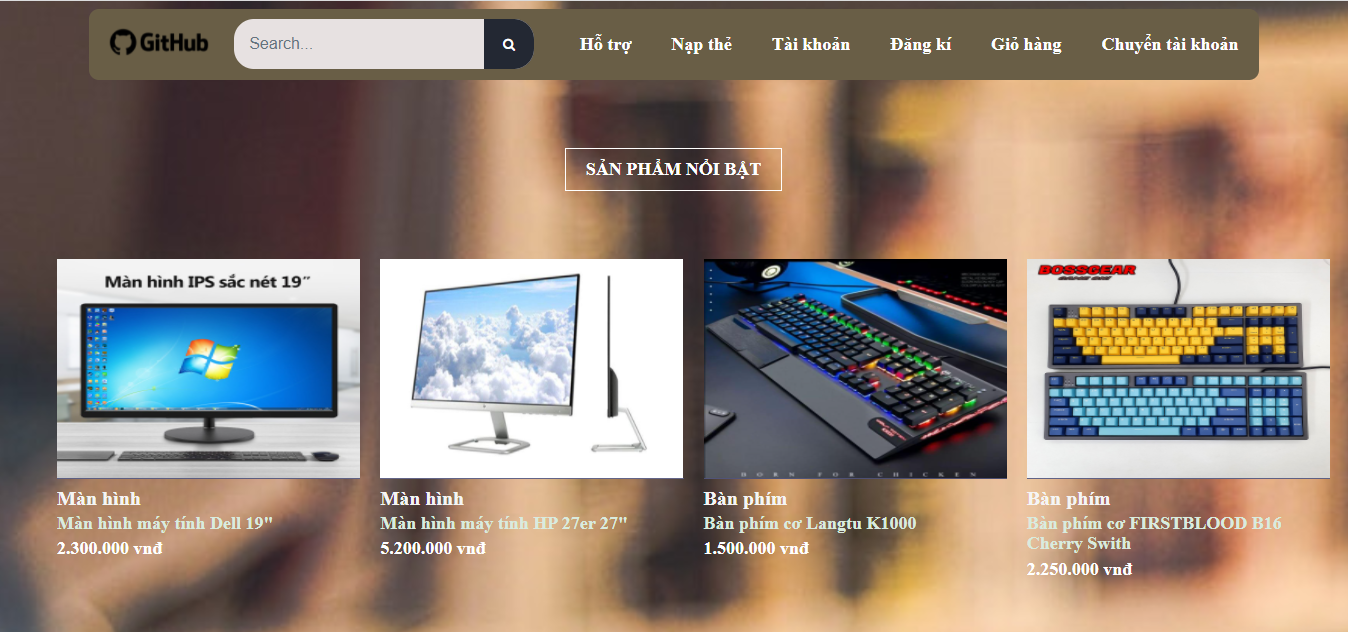 GitHub
Search...
Hỗ trợ
Nạp thẻ
Tài khoản
Đăng kí
Giỏ hàng
Chuyển tài khoản
SẢN PHẨM NỔI BẬT
Màn hình IPS sắc nét 19″
BOSSGEAR
BORN FOR CHICKEN
Màn hình
Màn hình máy tính Dell 19"
2.300.000 vnđ
Màn hình
Màn hình máy tính HP 27er 27"
5.200.000 vnđ
Bàn phím
Bàn phím cơ Langtu K1000
1.500.000 vnđ
Bàn phím
Bàn phím cơ FIRSTBLOOD B16
Cherry Swith
2.250.000 vnđ